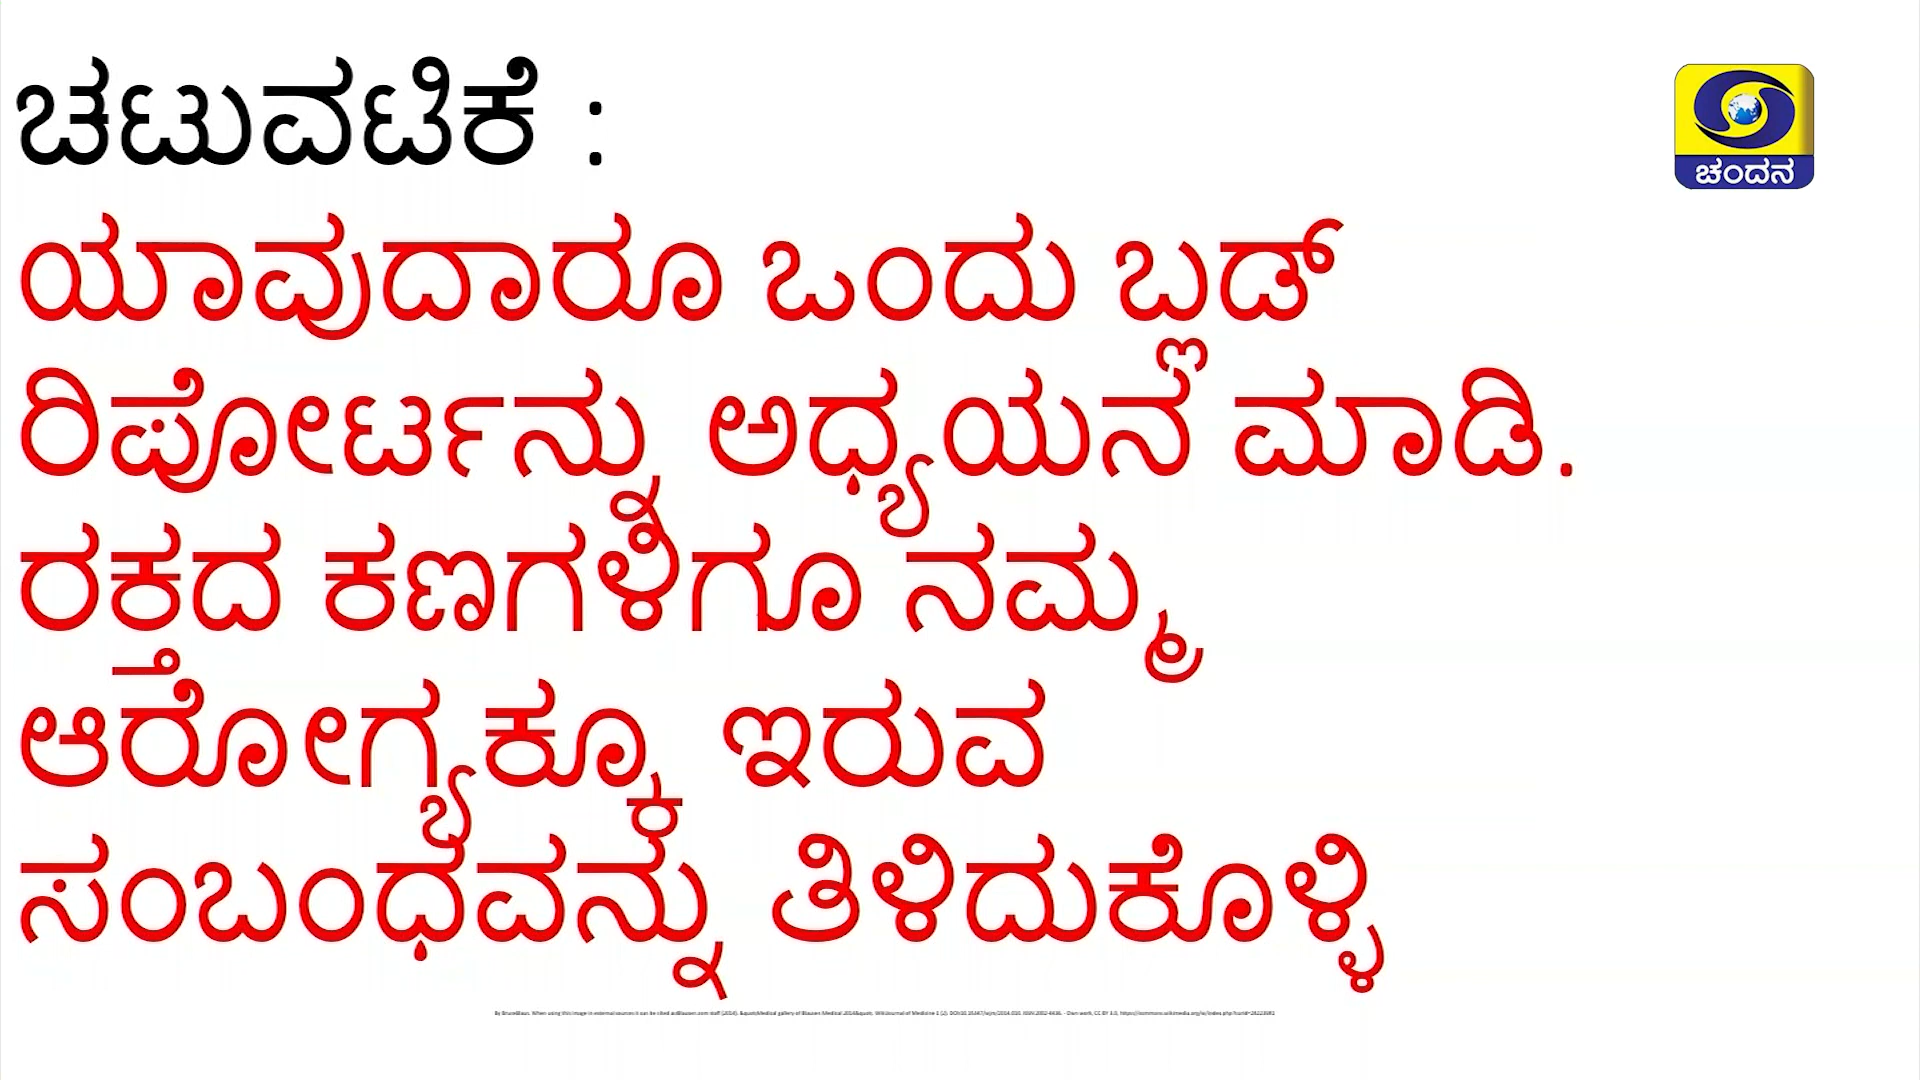 ಚಟುವಟಿಕೆ :
ಚಂದನ
ಯಾವುದಾರೂ ಒಂದು ಬ್ಲಡ್
ರಿಪೋರ್ಟನ್ನು ಅಧ್ಯಯನ ಮಾಡಿ.
ರಕ್ತದ ಕಣಗಳಿಗೂ ನಮ್ಮ
ಆರೋಗ್ಯಕ್ಕೂ ಇರುವ
ಸಂಬಂಧವನ್ನು ತಿಳಿದುಕೊಳ್ಳಿ